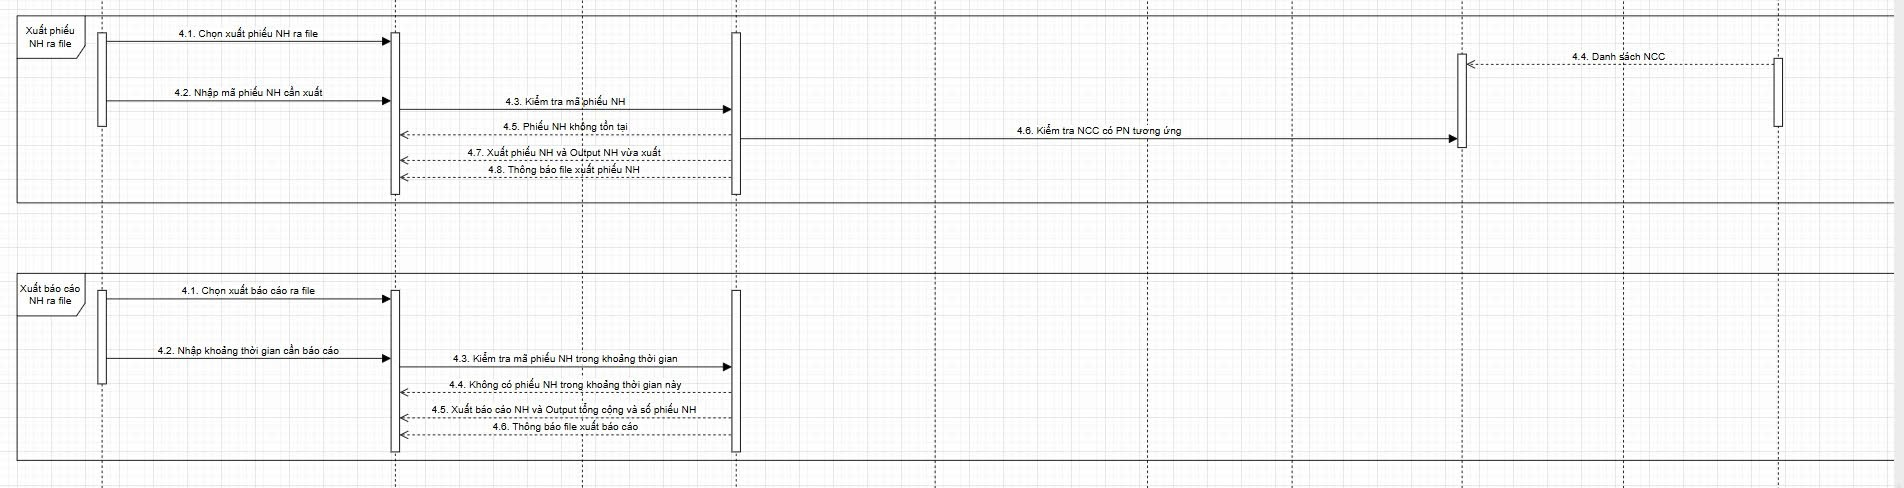 Xuất phiếu
NH ra file
4.1. Chọn xuất phiếu NH ra file
4.4. Danh sách NCC
4.2. Nhập mã phiếu NH cần xuất
4.3. Kiểm tra mã phiếu NH
4.5. Phiếu NH không tồn tại
4.6. Kiểm tra NCC có PN tương ứng
4.7. Xuất phiếu NH và Output NH vừa xuất
4.8. Thông báo file xuất phiếu NH
Xuất báo cáo
NH ra file
4.1. Chọn xuất báo cáo ra file
4.2. Nhập khoảng thời gian cần báo cáo
4.3. Kiểm tra mã phiếu NH trong khoảng thời gian
4.4. Không có phiếu NH trong khoảng thời gian này
4.5. Xuất báo cáo NH và Output tổng cộng và số phiếu NH
4.6. Thông báo file xuất báo cáo